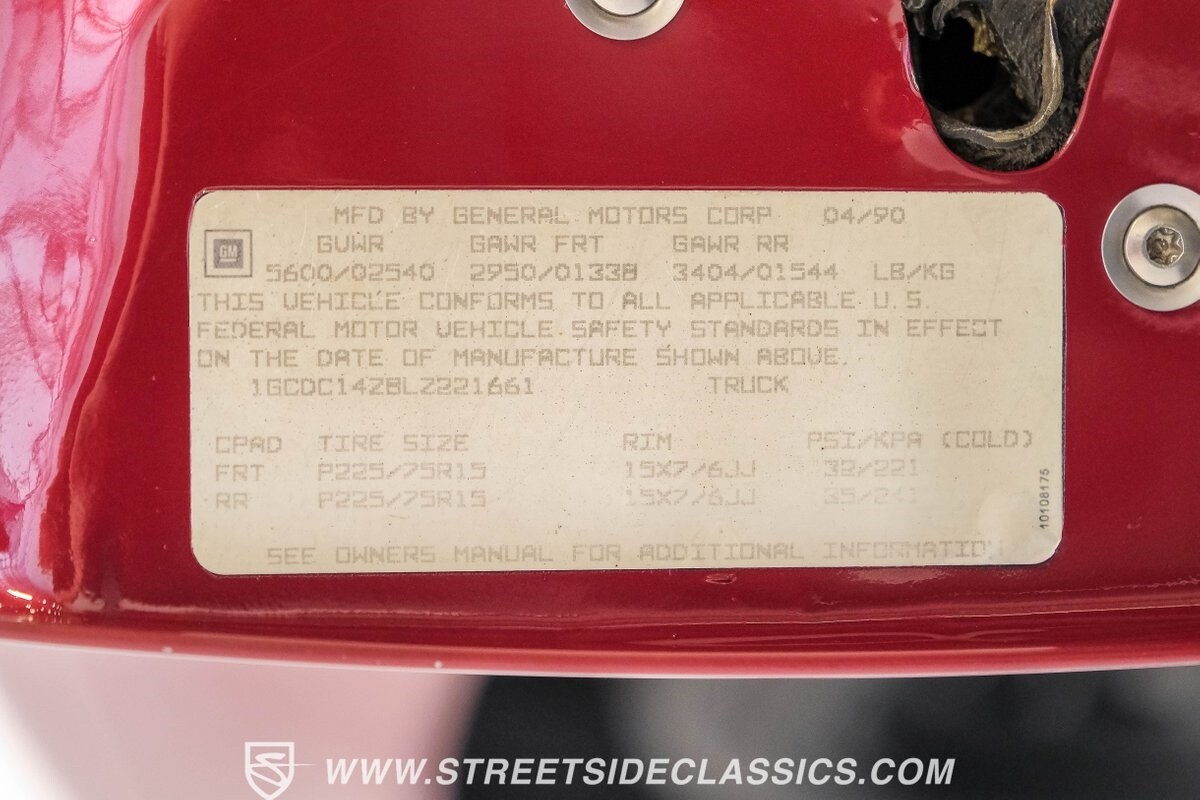 MFD BY GENERAL MOTORS CORP 04/90
GM
GVWR GAWR FRT GAWR RR
5600/02540 2950/01338 3404/01544 LB/KG
THIS VEHICLE CONFORMS TO ALL APPLICABLE U.S.
FEDERAL MOTOR VEHICLE SAFETY STANDARDS IN EFFECT
ON THE DATE OF MANUFACTURE SHOWN ABOVE.
1GCDC14Z8LZ221661 TRUCK
CPAD TIRE SIZE RIM PSI/KPA (COLD)
FRT P225/75R15 15X7/6JJ 32/221
RR P225/75R15 15X7/6JJ 35/241
10108175
SEE OWNERS MANUAL FOR ADDITIONAL INFORMATION
WWW.STREETSIDECLASSICS.COM